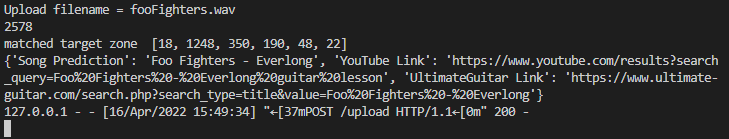 Upload filename = fooFighters.wav
2578
matched target zone  [18, 1248, 350, 190, 48, 22]
{'Song Prediction': 'Foo Fighters - Everlong', 'YouTube Link': 'https://www.youtube.com/results?search
_query=Foo%20Fighters%20-%20Everlong%20guitar%20lesson', 'UltimateGuitar Link': 'https://www.ultimate-
guitar.com/search.php?search_type=title&value=Foo%20Fighters%20-%20Everlong'}
127.0.0.1 - - [16/Apr/2022 15:49:34] "←[37mPOST /upload HTTP/1.1←[0m" 200 -